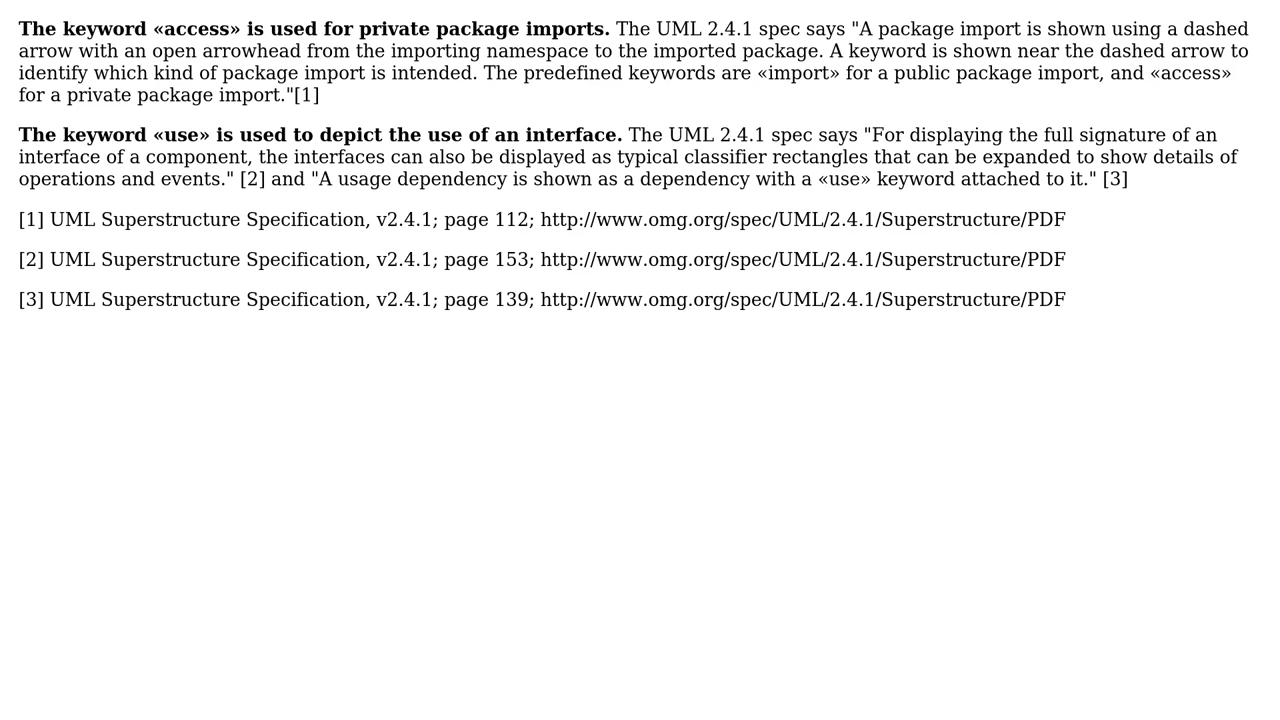 The keyword «access» is used for private package imports. The UML 2.4.1 spec says "A package import is shown using a dashed
arrow with an open arrowhead from the importing namespace to the imported package. A keyword is shown near the dashed arrow to
identify which kind of package import is intended. The predefined keywords are «import» for a public package import, and «access»
for a private package import."[1]
The keyword «use» is used to depict the use of an interface. The UML 2.4.1 spec says "For displaying the full signature of an
interface of a component, the interfaces can also be displayed as typical classifier rectangles that can be expanded to show details of
operations and events." [2] and "A usage dependency is shown as a dependency with a «use» keyword attached to it." [3]
[1] UML Superstructure Specification, v2.4.1; page 112; http://www.omg.org/spec/UML/2.4.1/Superstructure/PDF
[2] UML Superstructure Specification, v2.4.1; page 153; http://www.omg.org/spec/UML/2.4.1/Superstructure/PDF
[3] UML Superstructure Specification, v2.4.1; page 139; http://www.omg.org/spec/UML/2.4.1/Superstructure/PDF